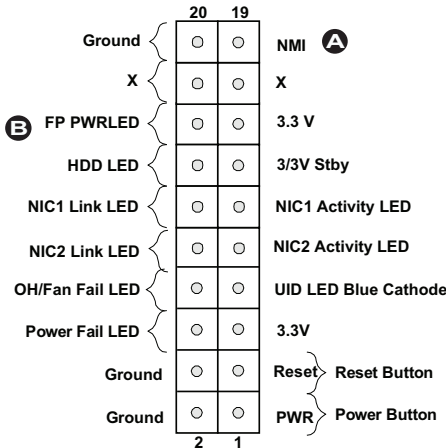 20 19
Ground NMI A
X X
B FP PWRLED 3.3 V
HDD LED 3/3V Stby
NIC1 Link LED NIC1 Activity LED
NIC2 Link LED NIC2 Activity LED
OH/Fan Fail LED UID LED Blue Cathode
Power Fail LED 3.3V
Ground Reset Reset Button
Ground PWR Power Button
2 1